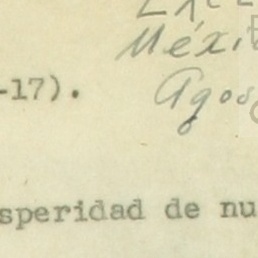 Méxi
-17). Agos
speridad de nu